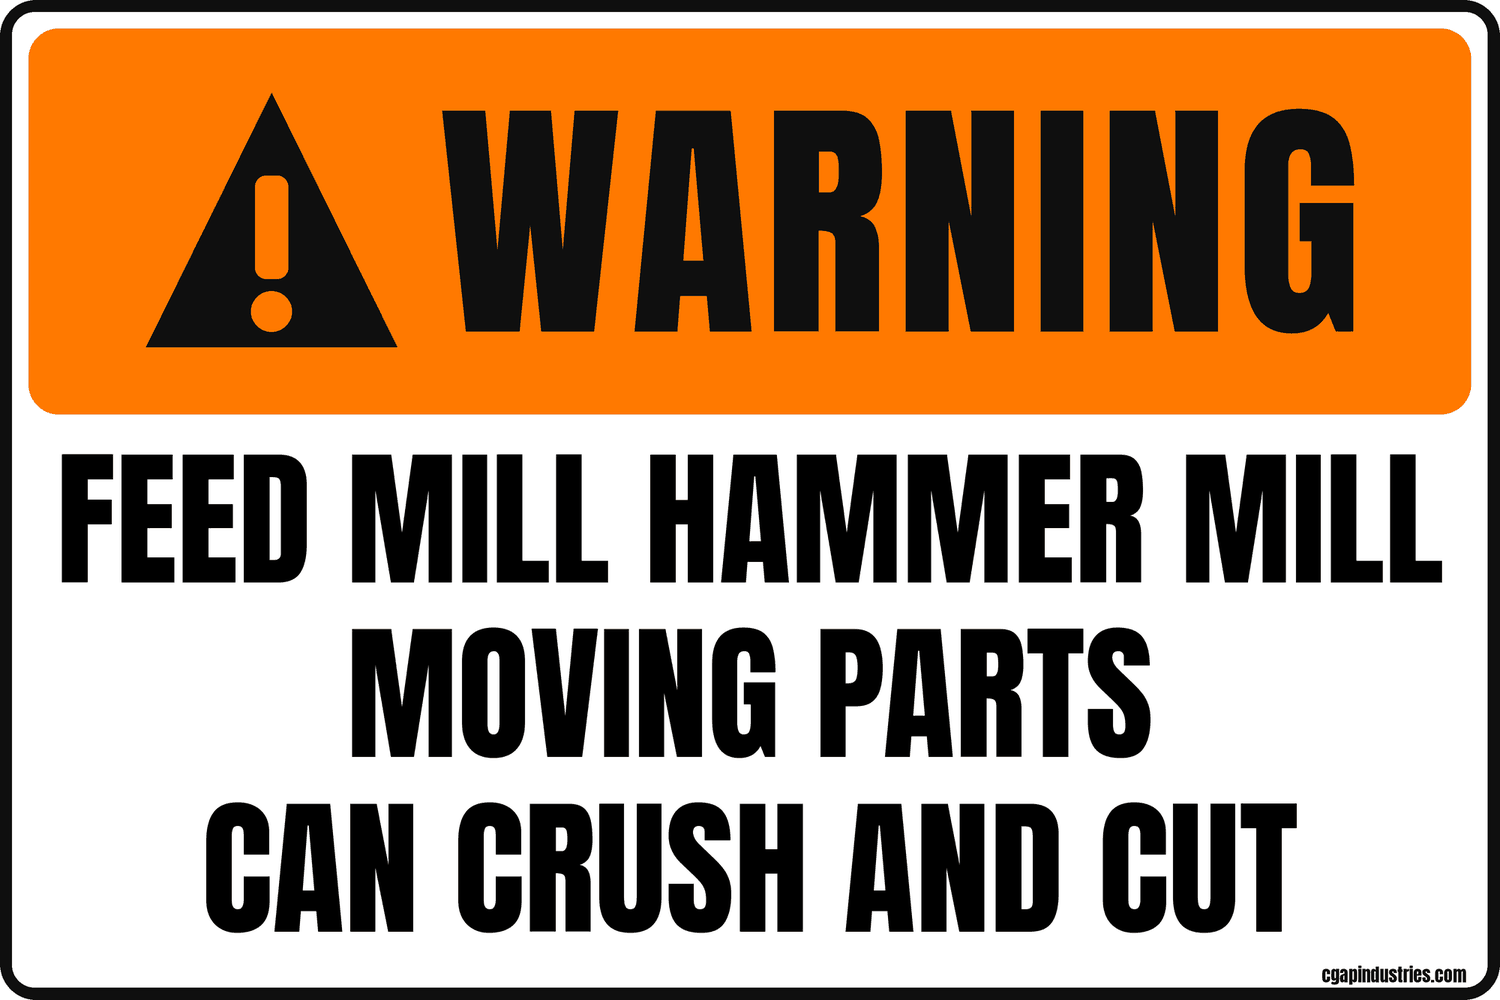 WARNING
FEED MILL HAMMER MILL
MOVING PARTS
CAN CRUSH AND CUT
cgapindustries.com